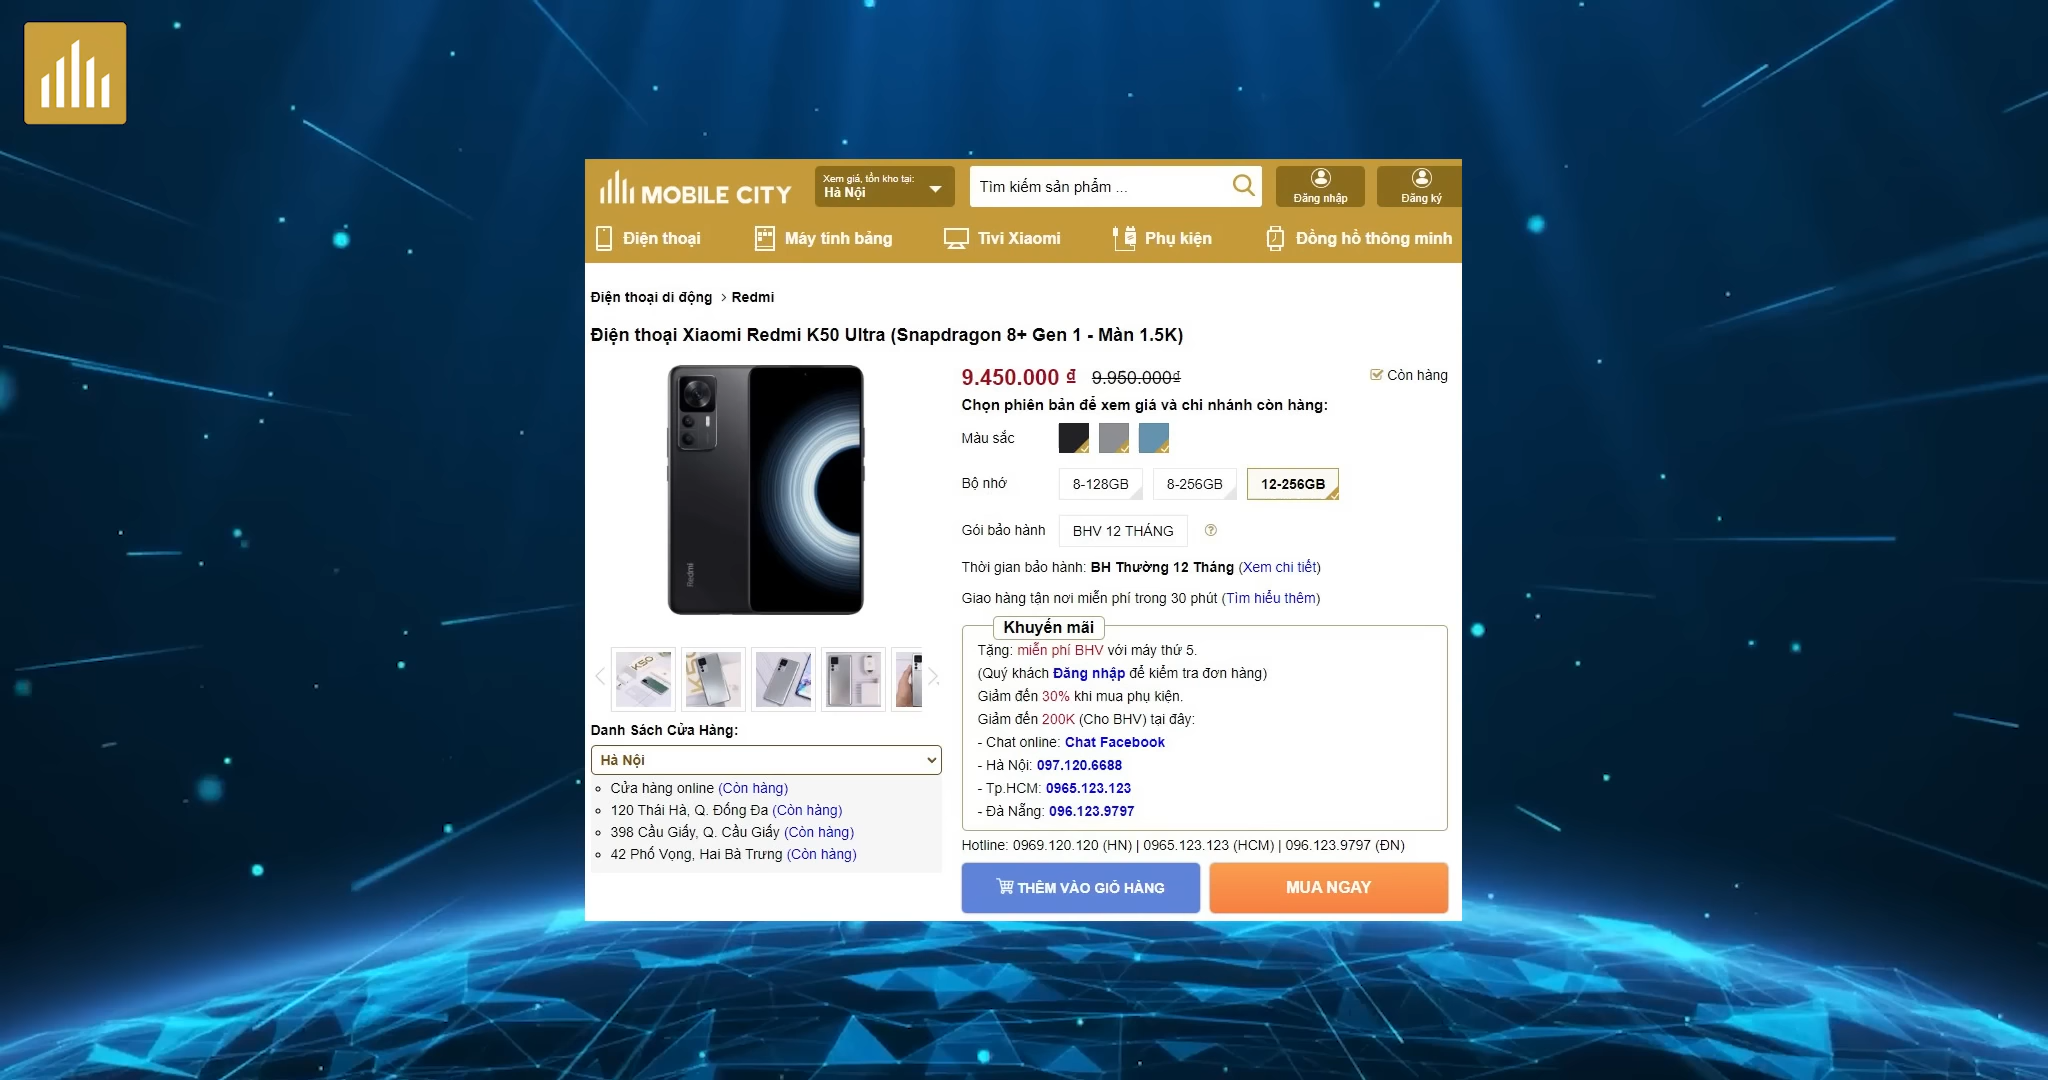 MOBILE CITY
Xem giá, tồn kho tại:
Hà Nội
Tìm kiếm sản phẩm ...
Đăng nhập
Đăng ký
Điện thoại
Máy tính bảng
Tivi Xiaomi
Phụ kiện
Đồng hồ thông minh
Điện thoại di động > Redmi
Điện thoại Xiaomi Redmi K50 Ultra (Snapdragon 8+ Gen 1 - Màn 1.5K)
Redmi
K50
K50
Danh Sách Cửa Hàng:
Hà Nội
Cửa hàng online (Còn hàng)
120 Thái Hà, Q. Đống Đa (Còn hàng)
398 Cầu Giấy, Q. Cầu Giấy (Còn hàng)
42 Phố Vọng, Hai Bà Trưng (Còn hàng)
9.450.000 ₫ 9.950.000₫
Còn hàng
Chọn phiên bản để xem giá và chi nhánh còn hàng:
Màu sắc
Bộ nhớ 8-128GB 8-256GB 12-256GB
Gói bảo hành BHV 12 THÁNG ?
Thời gian bảo hành: BH Thường 12 Tháng (Xem chi tiết)
Giao hàng tận nơi miễn phí trong 30 phút (Tìm hiểu thêm)
Khuyến mãi
Tặng: miễn phí BHV với máy thứ 5.
(Quý khách Đăng nhập để kiểm tra đơn hàng)
Giảm đến 30% khi mua phụ kiện.
Giảm đến 200K (Cho BHV) tại đây:
- Chat online: Chat Facebook
- Hà Nội: 097.120.6688
- Tp.HCM: 0965.123.123
- Đà Nẵng: 096.123.9797
Hotline: 0969.120.120 (HN) | 0965.123.123 (HCM) | 096.123.9797 (ĐN)
THÊM VÀO GIỎ HÀNG
MUA NGAY